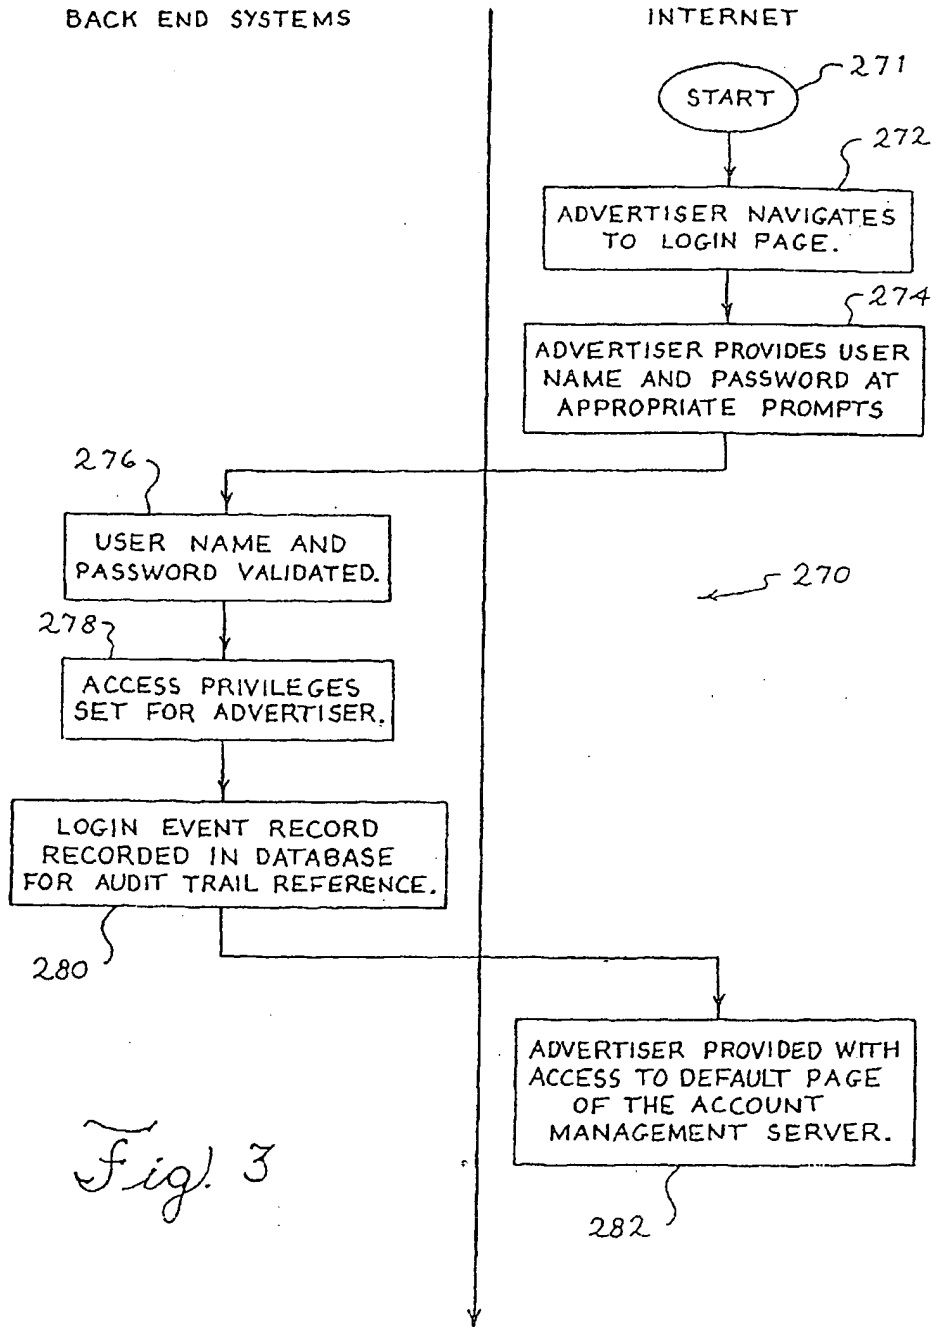 BACK END SYSTEMS
INTERNET
271
START
272
ADVERTISER NAVIGATES
TO LOGIN PAGE.
274
ADVERTISER PROVIDES USER
NAME AND PASSWORD AT
APPROPRIATE PROMPTS
276
USER NAME AND
PASSWORD VALIDATED.
270
278
ACCESS PRIVILEGES
SET FOR ADVERTISER.
LOGIN EVENT RECORD
RECORDED IN DATABASE
FOR AUDIT TRAIL REFERENCE.
280
ADVERTISER PROVIDED WITH
ACCESS TO DEFAULT PAGE
OF THE ACCOUNT
MANAGEMENT SERVER.
282
Fig. 3